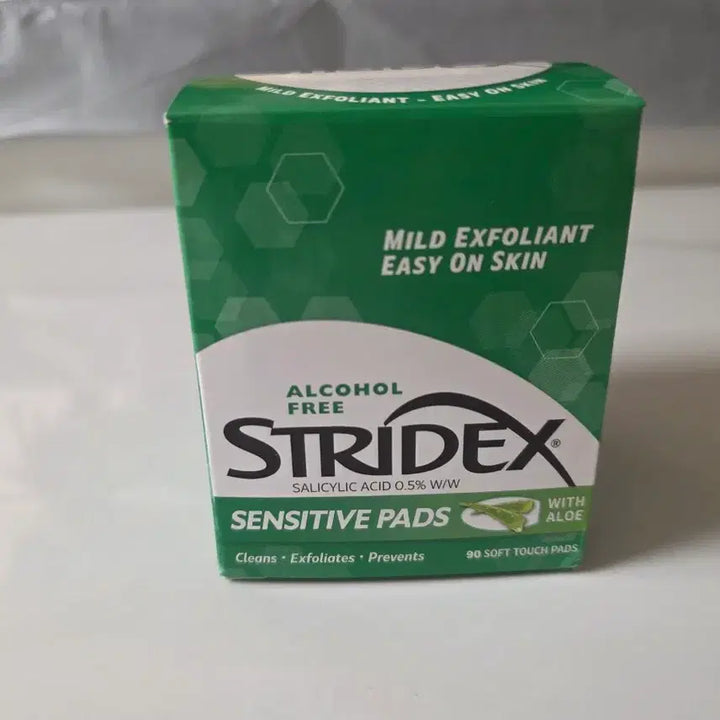 MILD EXFOLIANT - EASY ON SKIN
MILD EXFOLIANT
EASY ON SKIN
ALCOHOL
FREE
STRIDEX®
SALICYLIC ACID 0.5% W/W
SENSITIVE PADS
WITH
ALOE
Cleans · Exfoliates · Prevents
90 SOFT TOUCH PADS